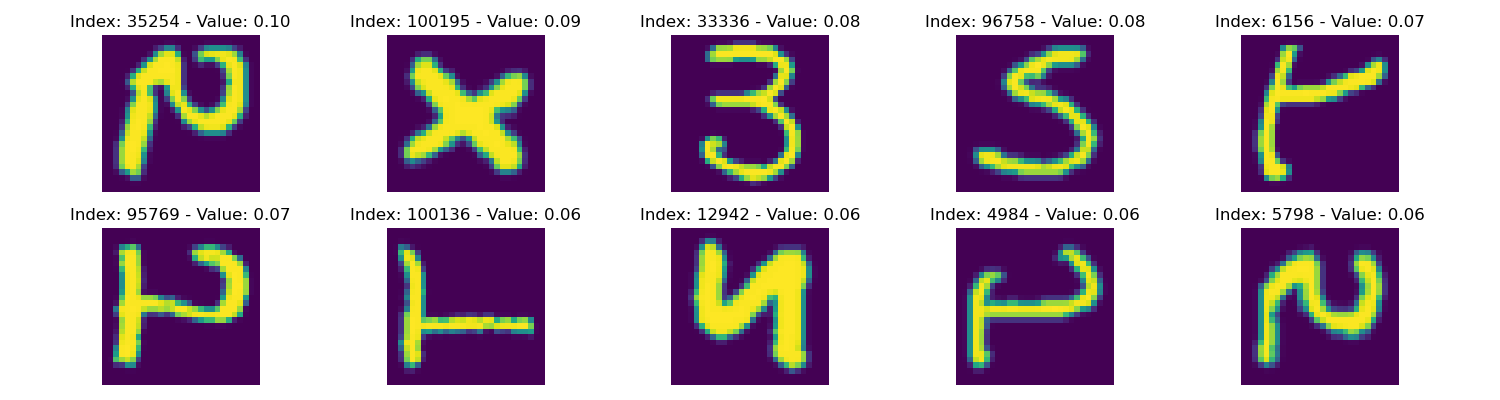 Index: 35254 - Value: 0.10 Index: 100195 - Value: 0.09 Index: 33336 - Value: 0.08 Index: 96758 - Value: 0.08 Index: 6156 - Value: 0.07
x 3 S
Index: 95769 - Value: 0.07 Index: 100136 - Value: 0.06 Index: 12942 - Value: 0.06 Index: 4984 - Value: 0.06 Index: 5798 - Value: 0.06